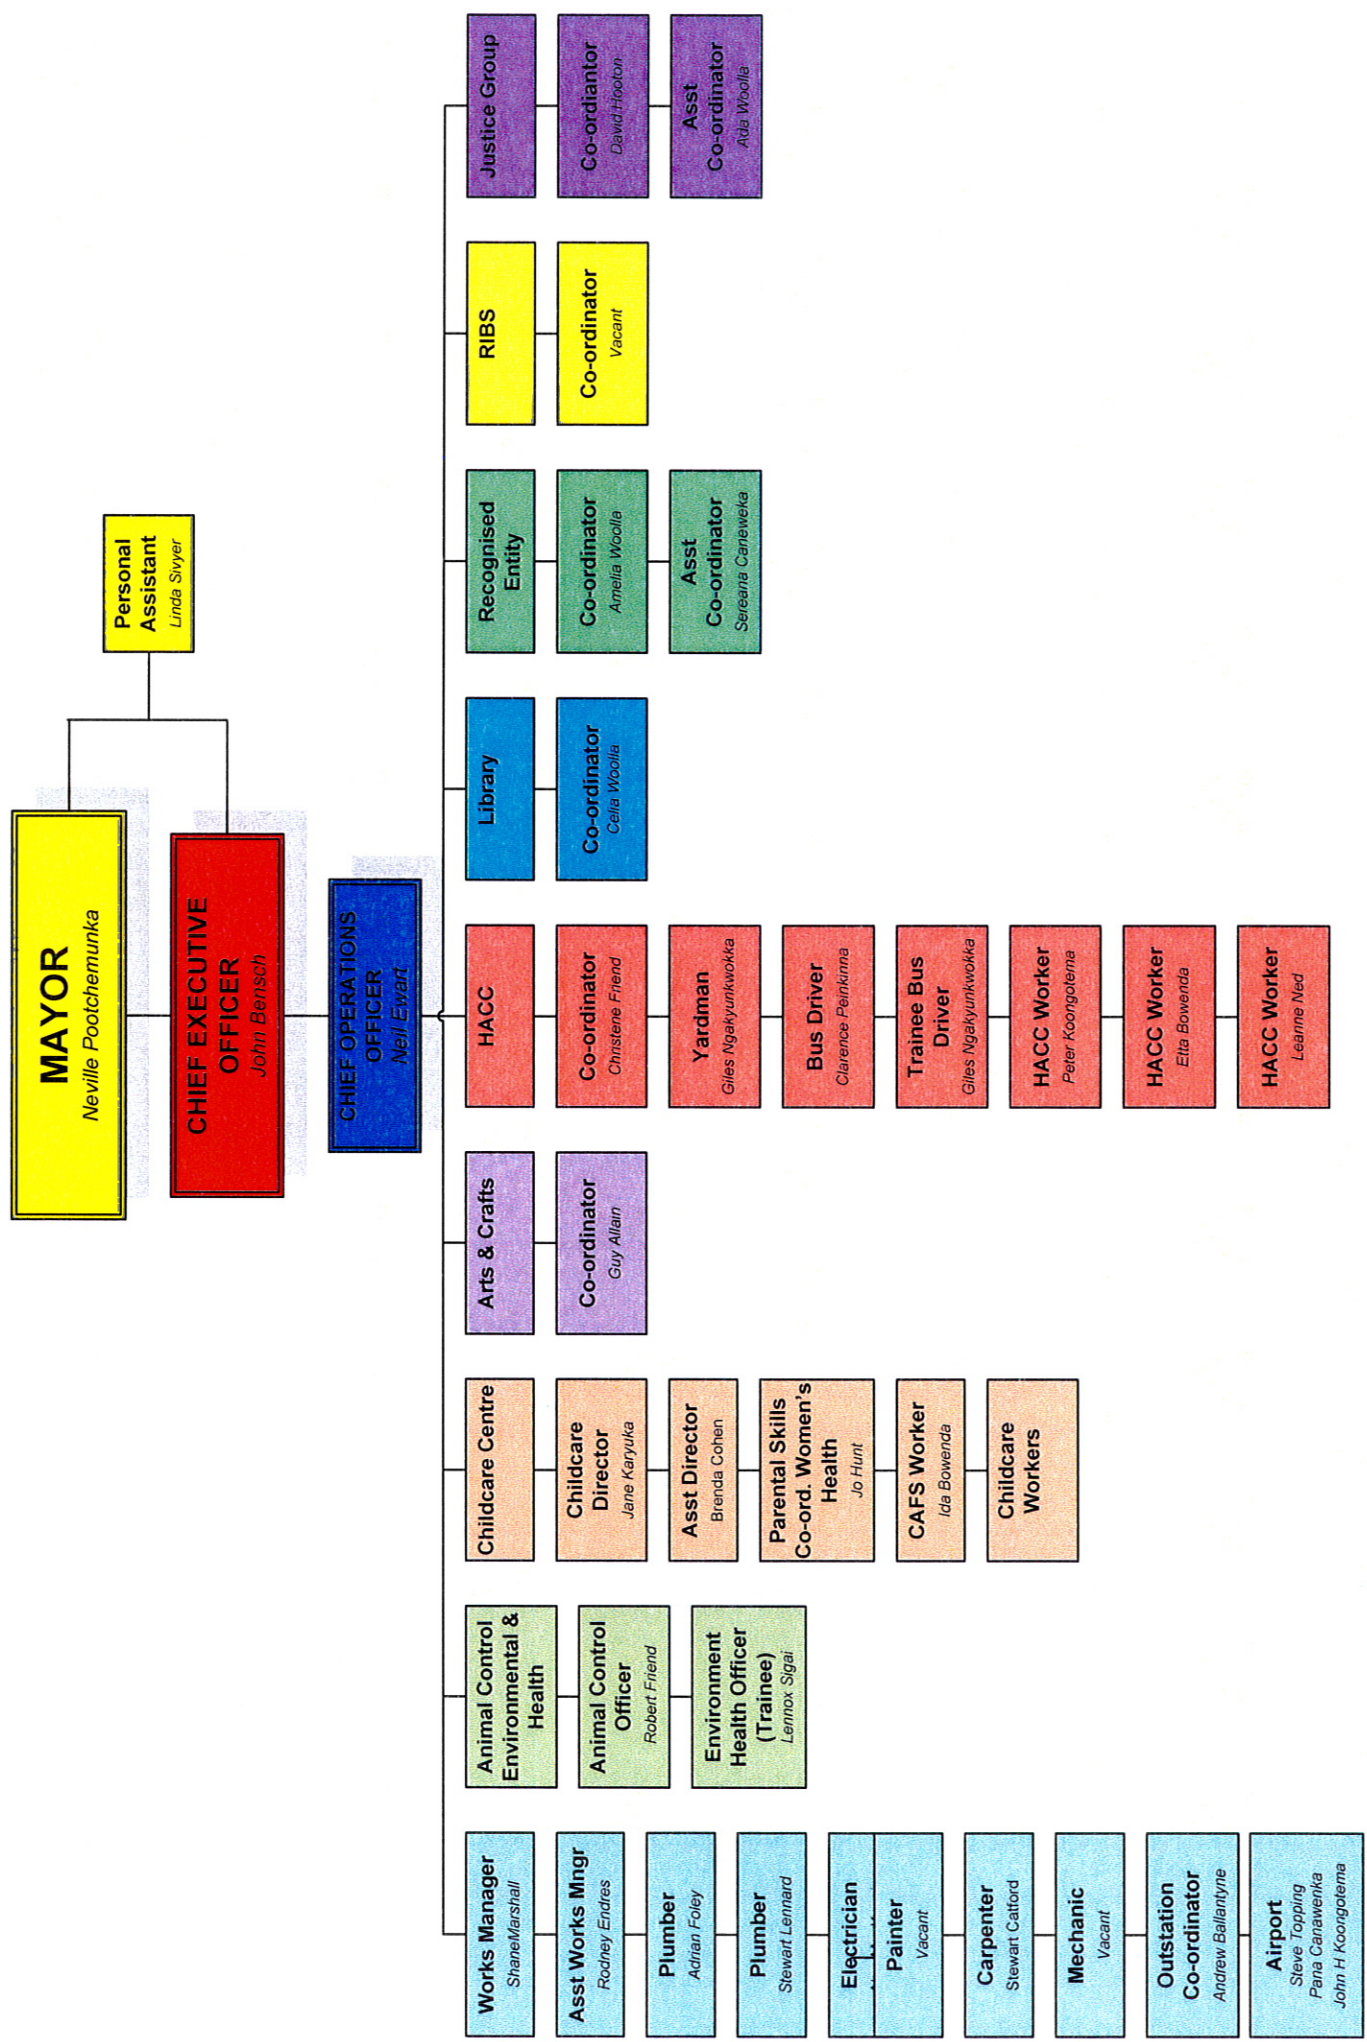 MAYOR
Neville Pootchemunka
Personal
Assistant
Linda Sivyer
CHIEF EXECUTIVE
OFFICER
John Bensch
CHIEF OPERATIONS
OFFICER
Neil Ewart
Works Manager
ShaneMarshall
Asst Works Mngr
Rodney Endres
Plumber
Adrian Foley
Plumber
Stewart Lennard
Electrician
Painter
Vacant
Carpenter
Stewart Catford
Mechanic
Vacant
Outstation
Co-ordinator
Andrew Ballantyne
Airport
Steve Topping
Pana Canawenka
John H Koongotema
Animal Control
Environmental &
Health
Animal Control
Officer
Robert Friend
Environment
Health Officer
(Trainee)
Lennox Sigai
Childcare Centre
Childcare
Director
Jane Karyuka
Asst Director
Brenda Cohen
Parental Skills
Co-ord. Women's
Health
Jo Hunt
CAFS Worker
Ida Bowenda
Childcare
Workers
Arts & Crafts
Co-ordinator
Guy Allain
HACC
Co-ordinator
Christene Friend
Yardman
Giles Ngakyunkwokka
Bus Driver
Clarence Peinkinna
Trainee Bus
Driver
Giles Ngakyunkwokka
HACC Worker
Peter Koongotema
HACC Worker
Etta Bowenda
HACC Worker
Leanne Ned
Library
Co-ordinator
Celia Woolla
Recognised
Entity
Co-ordinator
Amelia Woolla
Asst
Co-ordinator
Sereana Caneweka
RIBS
Co-ordinator
Vacant
Justice Group
Co-ordiantor
David Hooton
Asst
Co-ordinator
Ada Woolla